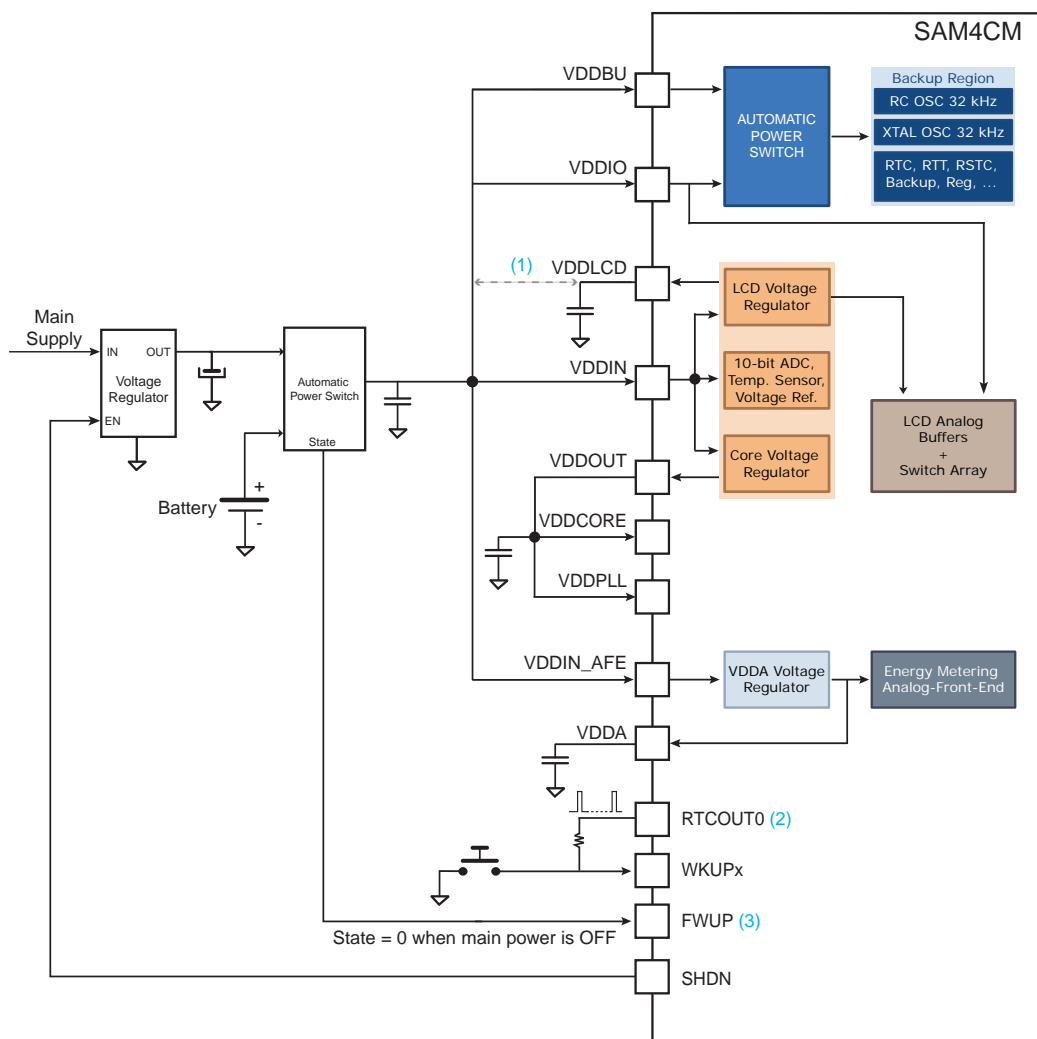 SAM4CM
VDDBU
AUTOMATIC
POWER
SWITCH
Backup Region
RC OSC 32 kHz
XTAL OSC 32 kHz
RTC, RTT, RSTC,
Backup, Reg, ...
VDDIO
(1)
VDDLCD
LCD Voltage
Regulator
Main
Supply
IN
OUT
Voltage
Regulator
EN
Automatic
Power Switch
State
VDDIN
10-bit ADC,
Temp. Sensor,
Voltage Ref.
LCD Analog
Buffers
+
Switch Array
VDDOUT
Core Voltage
Regulator
Battery
+
-
VDDCORE
VDDPLL
VDDIN_AFE
VDDA Voltage
Regulator
Energy Metering
Analog-Front-End
VDDA
RTCOUT0 (2)
WKUPx
FWUP (3)
State = 0 when main power is OFF
SHDN